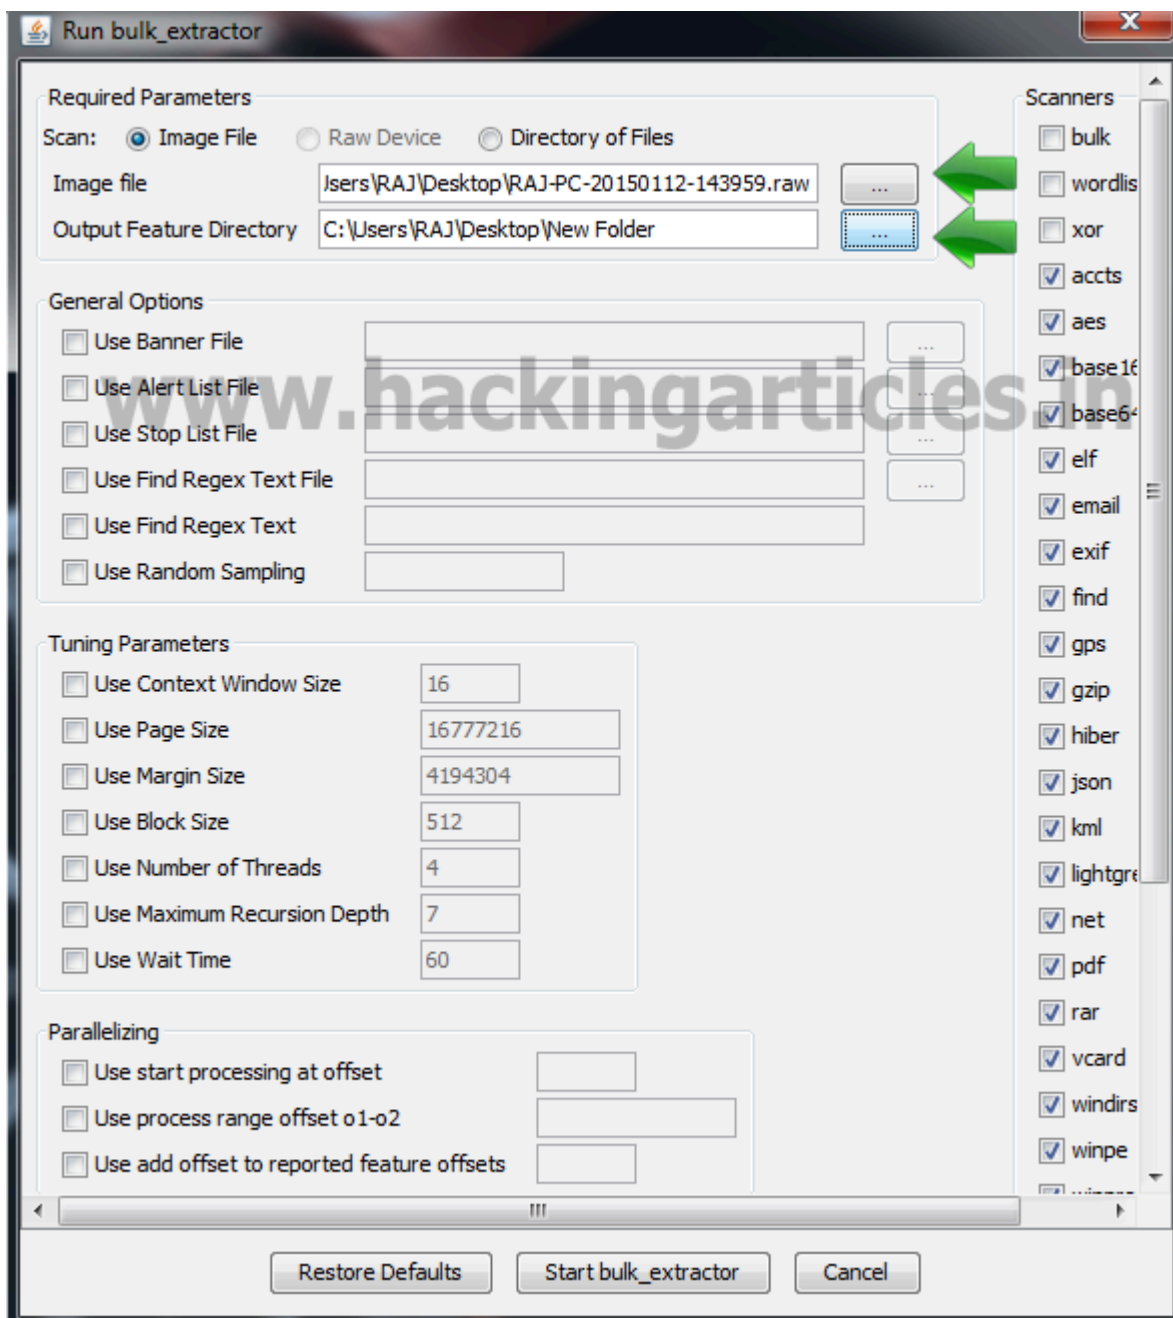 Run bulk_extractor
Required Parameters
Scan: Image File Raw Device Directory of Files
Image file Jsers\RAJ\Desktop\RAJ-PC-20150112-143959.raw ...
Output Feature Directory C:\Users\RAJ\Desktop\New Folder ...
General Options
Use Banner File ...
Use Alert List File
www.hackingarticles.in
Use Stop List File ...
Use Find Regex Text File ...
Use Find Regex Text
Use Random Sampling
Tuning Parameters
Use Context Window Size 16
Use Page Size 16777216
Use Margin Size 4194304
Use Block Size 512
Use Number of Threads 4
Use Maximum Recursion Depth 7
Use Wait Time 60
Parallelizing
Use start processing at offset
Use process range offset o1-o2
Use add offset to reported feature offsets
Scanners
bulk
wordlis
xor
accts
aes
base16
base64
elf
email
exif
find
gps
gzip
hiber
json
kml
lightgre
net
pdf
rar
vcard
windirs
winpe
Restore Defaults Start bulk_extractor Cancel